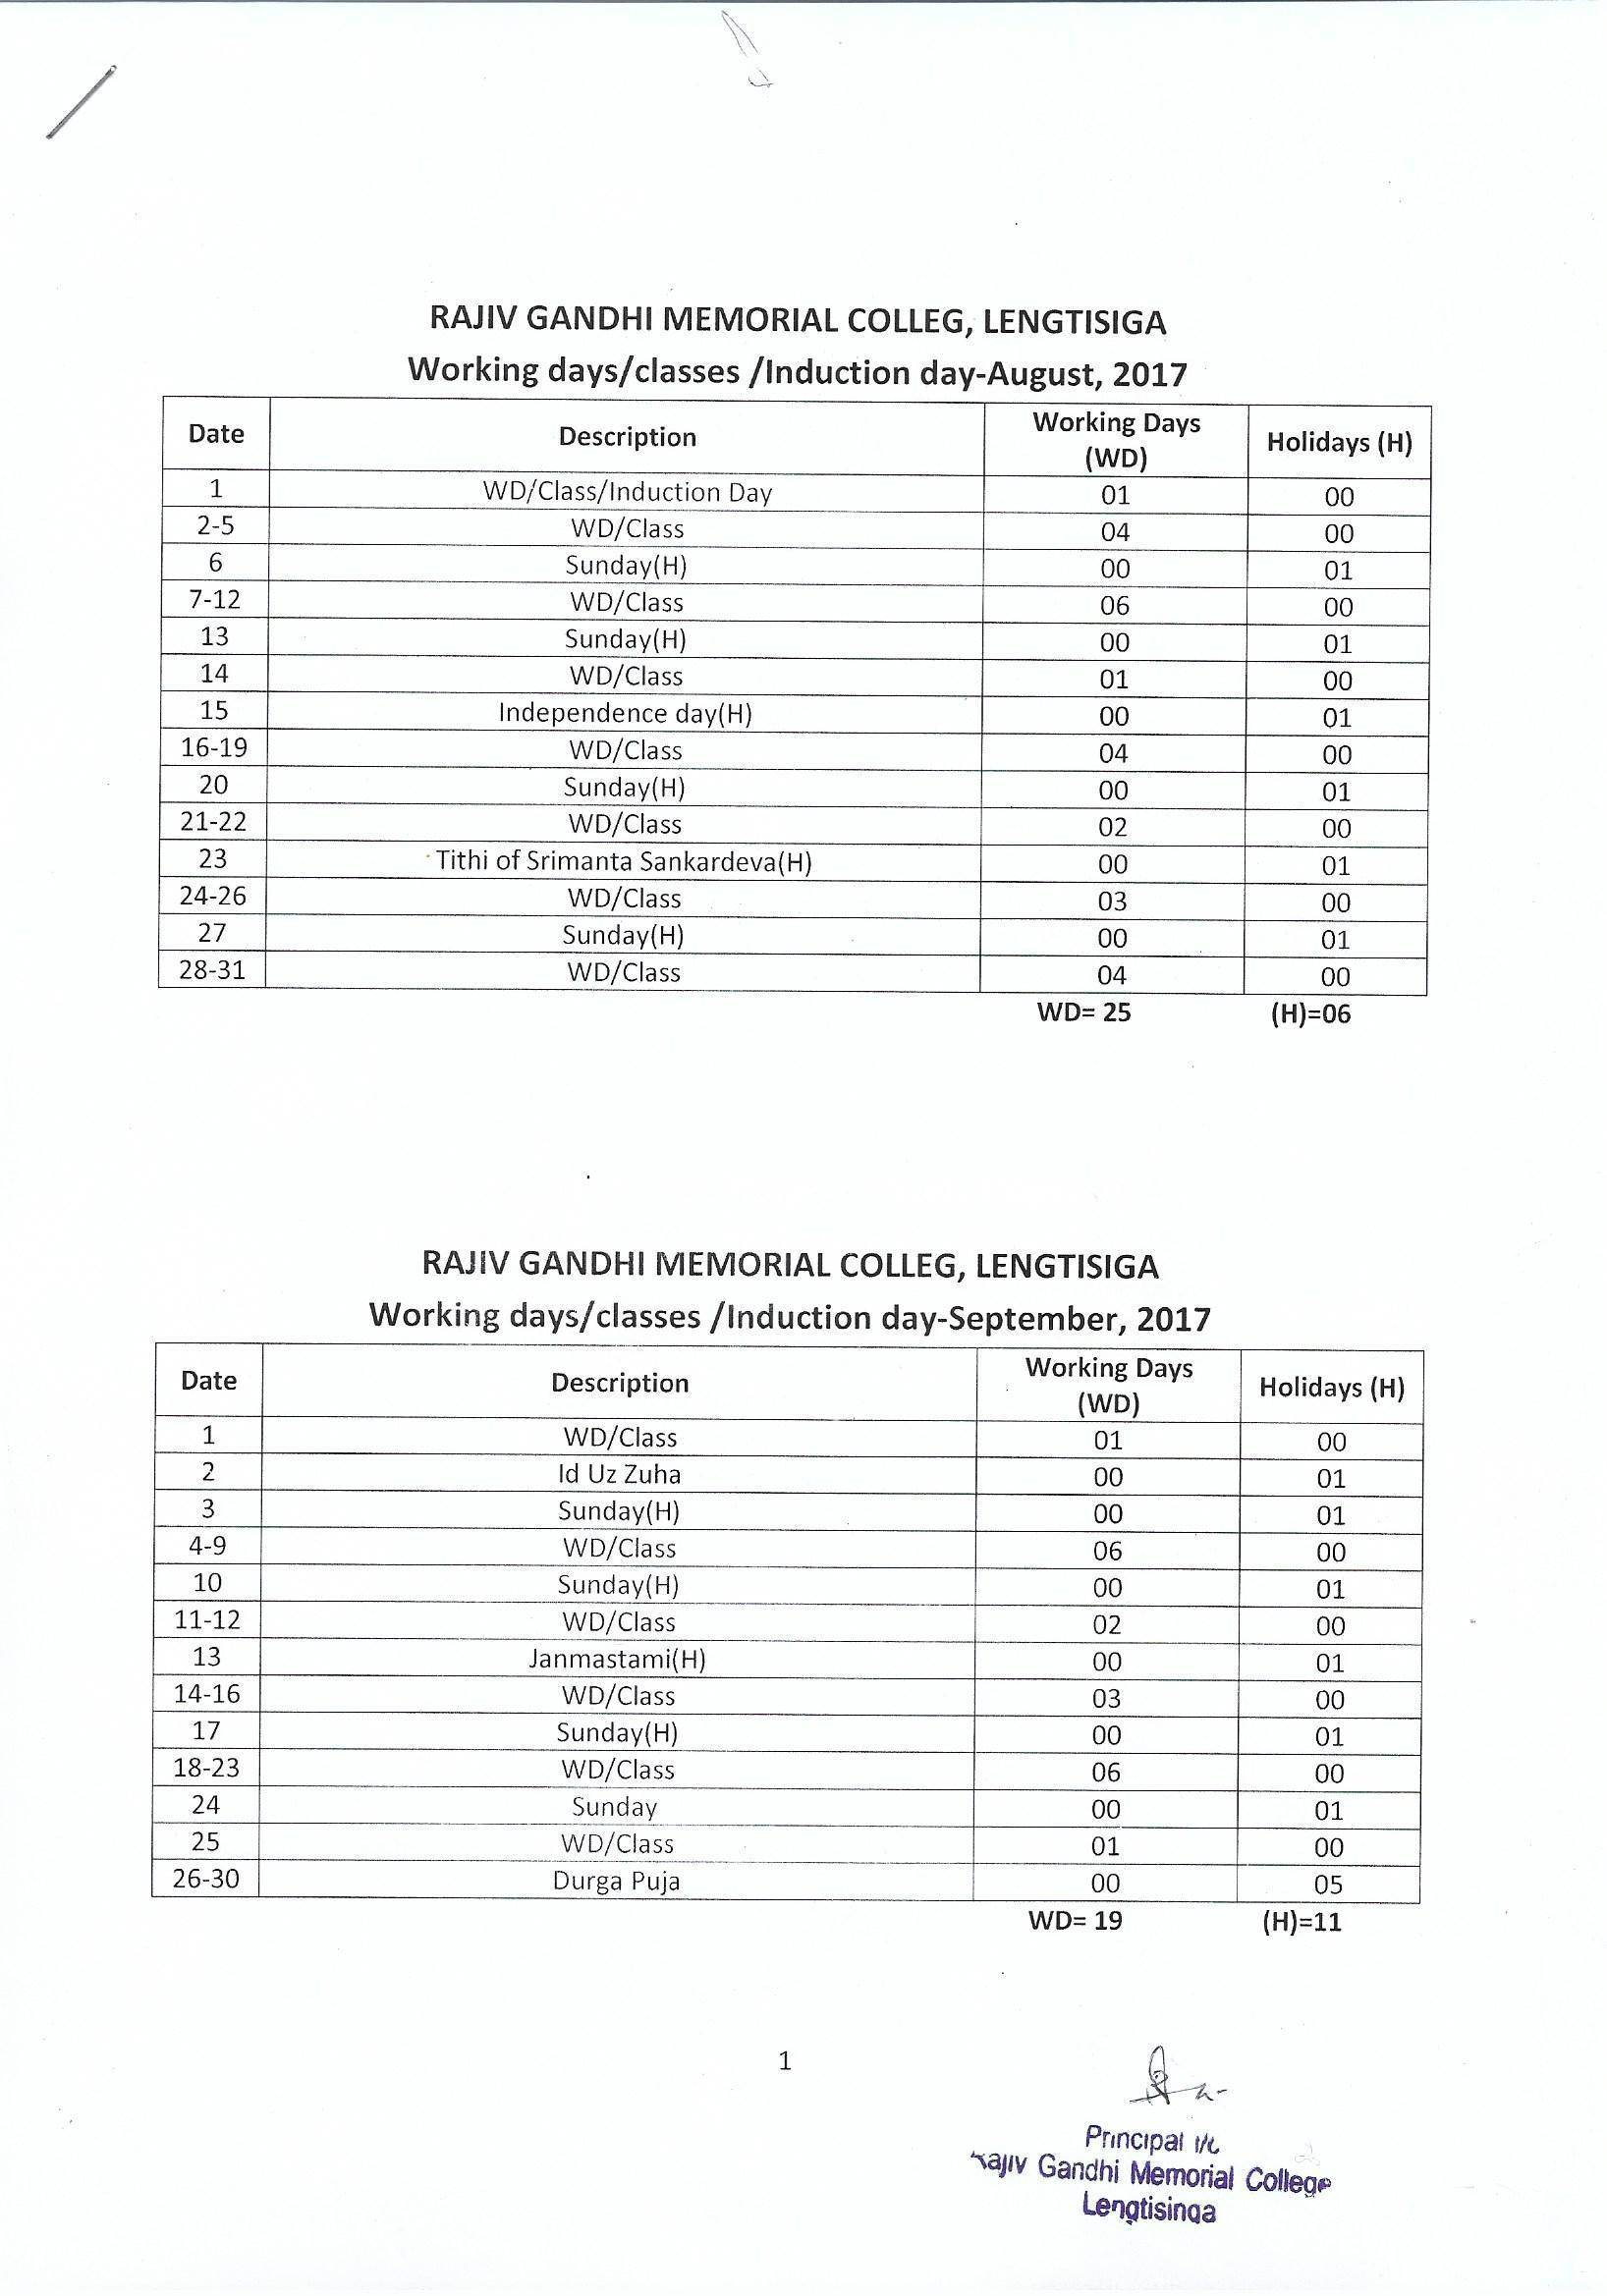 RAJIV GANDHI MEMORIAL COLLEG, LENGTISIGA
Working days/classes /Induction day-August, 2017
Date Description Working Days (WD) Holidays (H)
1 WD/Class/Induction Day 01 00
2-5 WD/Class 04 00
6 Sunday(H) 00 01
7-12 WD/Class 06 00
13 Sunday(H) 00 01
14 WD/Class 01 00
15 Independence day(H) 00 01
16-19 WD/Class 04 00
20 Sunday(H) 00 01
21-22 WD/Class 02 00
23 Tithi of Srimanta Sankardeva(H) 00 01
24-26 WD/Class 03 00
27 Sunday(H) 00 01
28-31 WD/Class 04 00
WD= 25 (H)=06
RAJIV GANDHI MEMORIAL COLLEG, LENGTISIGA
Working days/classes /Induction day-September, 2017
Date Description Working Days (WD) Holidays (H)
1 WD/Class 01 00
2 Id Uz Zuha 00 01
3 Sunday(H) 00 01
4-9 WD/Class 06 00
10 Sunday(H) 00 01
11-12 WD/Class 02 00
13 Janmastami(H) 00 01
14-16 WD/Class 03 00
17 Sunday(H) 00 01
18-23 WD/Class 06 00
24 Sunday 00 01
25 WD/Class 01 00
26-30 Durga Puja 00 05
WD= 19 (H)=11
1
Principal i/c
Rajiv Gandhi Memorial College
Lengtisinga